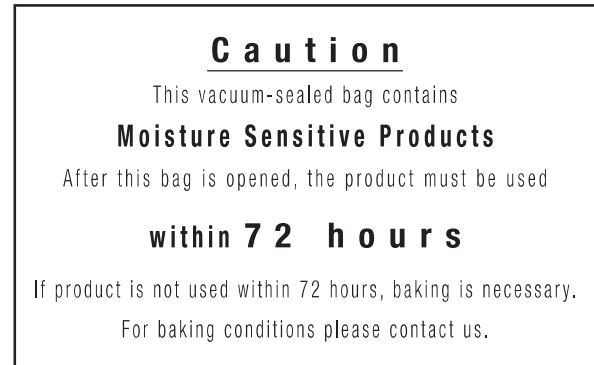 Caution
This vacuum-sealed bag contains
Moisture Sensitive Products
After this bag is opened, the product must be used
within 72 hours
If product is not used within 72 hours, baking is necessary.
For baking conditions please contact us.